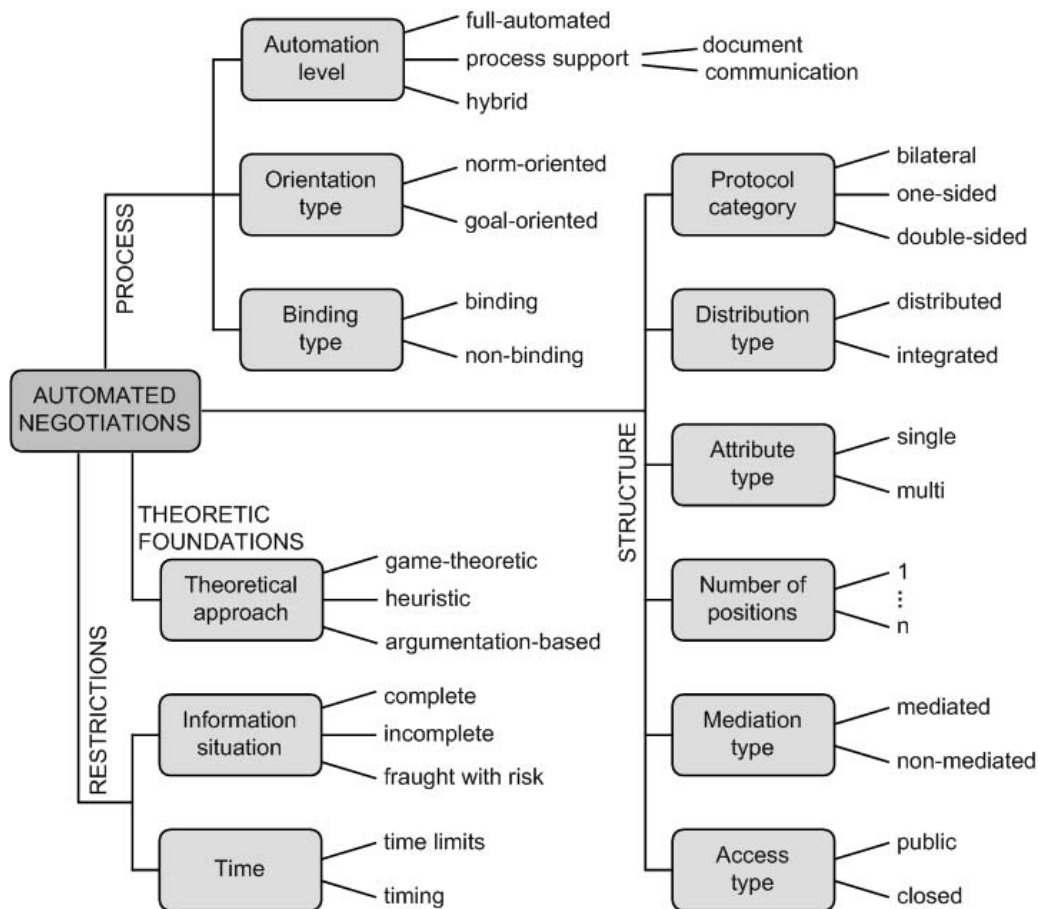 full-automated
Automation
level
process support
document
communication
hybrid
norm-oriented
Orientation
type
goal-oriented
PROCESS
binding
Binding
type
non-binding
AUTOMATED
NEGOTIATIONS
THEORETIC
FOUNDATIONS
game-theoretic
Theoretical
approach
heuristic
argumentation-based
RESTRICTIONS
complete
Information
situation
incomplete
fraught with risk
time limits
Time
timing
STRUCTURE
bilateral
Protocol
category
one-sided
double-sided
distributed
Distribution
type
integrated
single
Attribute
type
multi
1
Number of
positions
⋮
n
mediated
Mediation
type
non-mediated
public
Access
type
closed